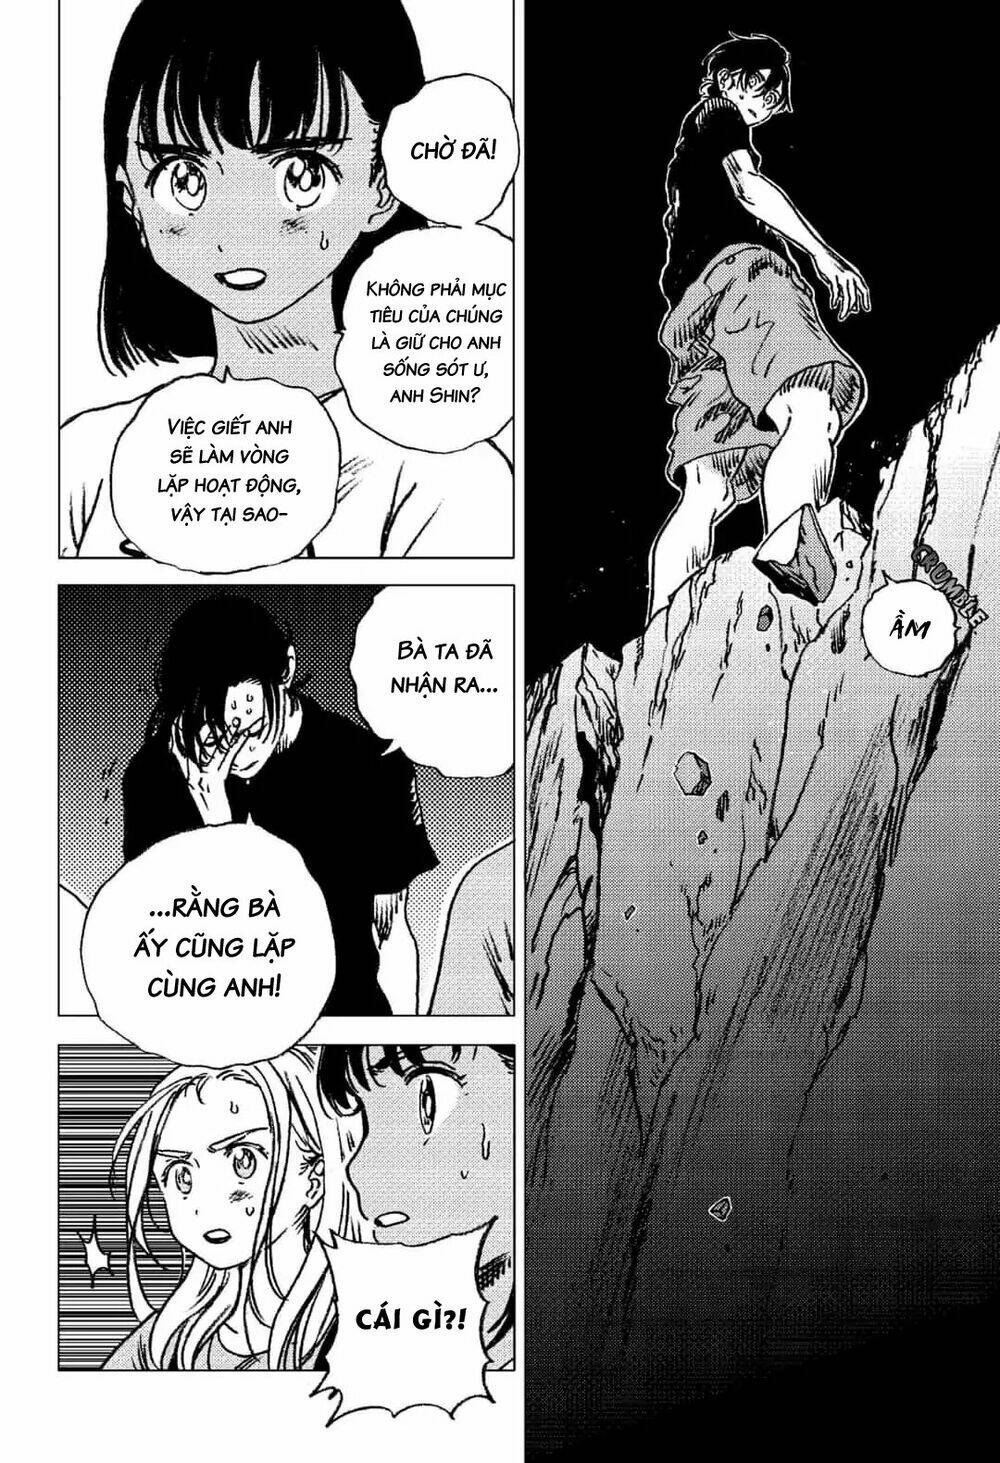 CRUMBLE
ẦM
CHỜ ĐÃ!
KHÔNG PHẢI MỤC
TIÊU CỦA CHÚNG
LÀ GIỮ CHO ANH
SỐNG SÓT Ư,
ANH SHIN?
VIỆC GIẾT ANH
SẼ LÀM VÒNG
LẶP HOẠT ĐỘNG,
VẬY TẠI SAO-
BÀ TA ĐÃ
NHẬN RA...
...RẰNG BÀ
ẤY CŨNG LẶP
CÙNG ANH!
CÁI GÌ?!